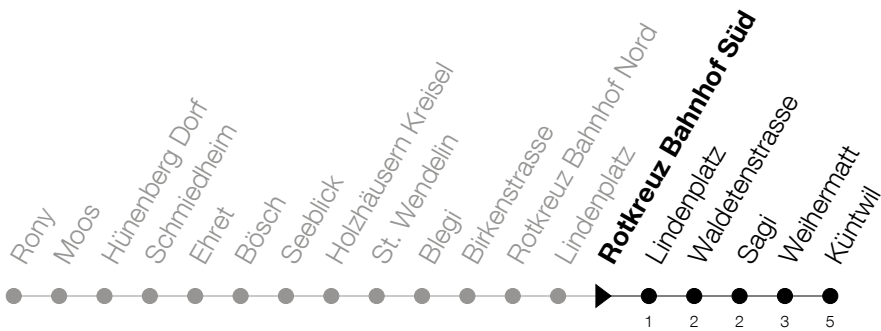 Rony
Moos
Hünenberg Dorf
Schmiedheim
Ehret
Bösch
Seeblick
Holzhäusern Kreisel
St. Wendelin
Blegi
Birkenstrasse
Rotkreuz Bahnhof Nord
Lindenplatz
Rotkreuz Bahnhof Süd
Lindenplatz
Waldetenstrasse
Sagi
Weihermatt
Küntwil
1 2 2 3 5